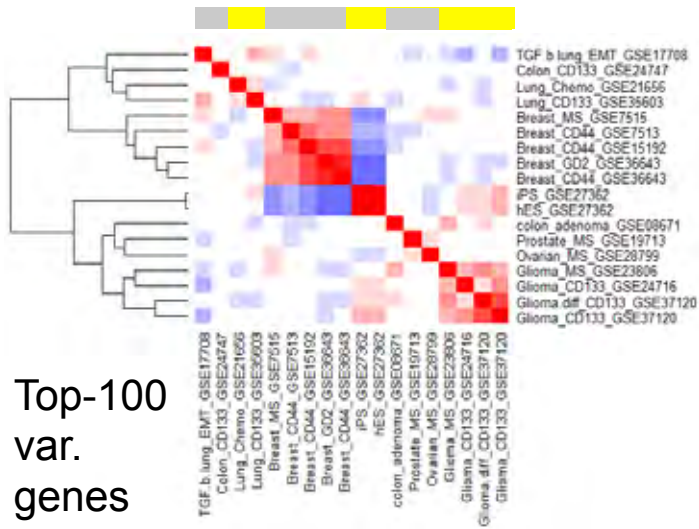 TGF b lung_EMT_GSE17708
Colon_CD133_GSE24747
Lung_Chemo_GSE21656
Lung_CD133_GSE35603
Breast_MS_GSE7515
Breast_CD44_GSE7513
Breast_CD44_GSE15192
Breast_GD2_GSE36643
Breast_CD44_GSE36643
iPS_GSE27362
hES_GSE27362
colon_adenoma_GSE08671
Prostate_MS_GSE19713
Ovarian_MS_GSE28799
Glioma_MS_GSE23806
Glioma_CD133_GSE24716
Glioma diff_CD133_GSE37120
Glioma_CD133_GSE37120
TGF b lung_EMT_GSE17708
Colon_CD133_GSE24747
Lung_Chemo_GSE21656
Lung_CD133_GSE35603
Breast_MS_GSE7515
Breast_CD44_GSE7513
Breast_CD44_GSE15192
Breast_GD2_GSE36643
Breast_CD44_GSE36643
iPS_GSE27362
hES_GSE27362
colon_adenoma_GSE08671
Prostate_MS_GSE19713
Ovarian_MS_GSE28799
Glioma_MS_GSE23806
Glioma_CD133_GSE24716
Glioma diff_CD133_GSE37120
Glioma_CD133_GSE37120
Top-100
var.
genes